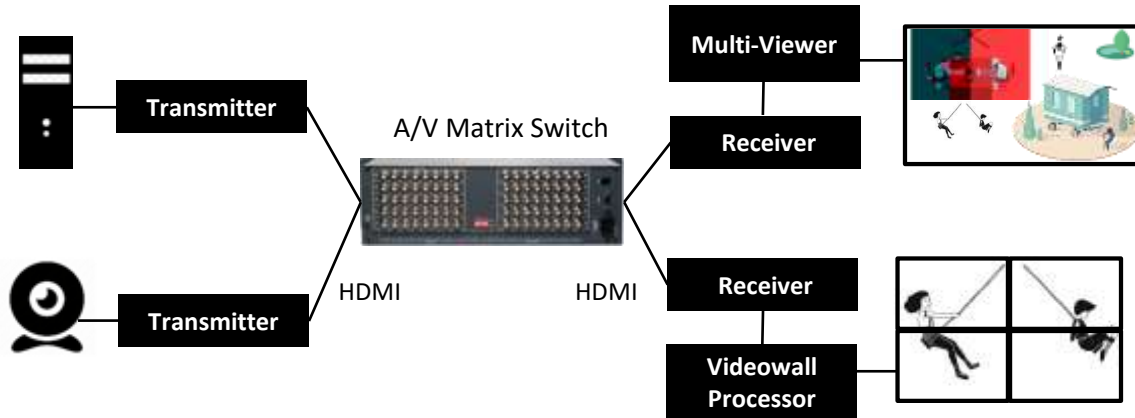 Multi-Viewer
Transmitter
A/V Matrix Switch
Receiver
HDMI
HDMI
Receiver
Transmitter
Videowall
Processor